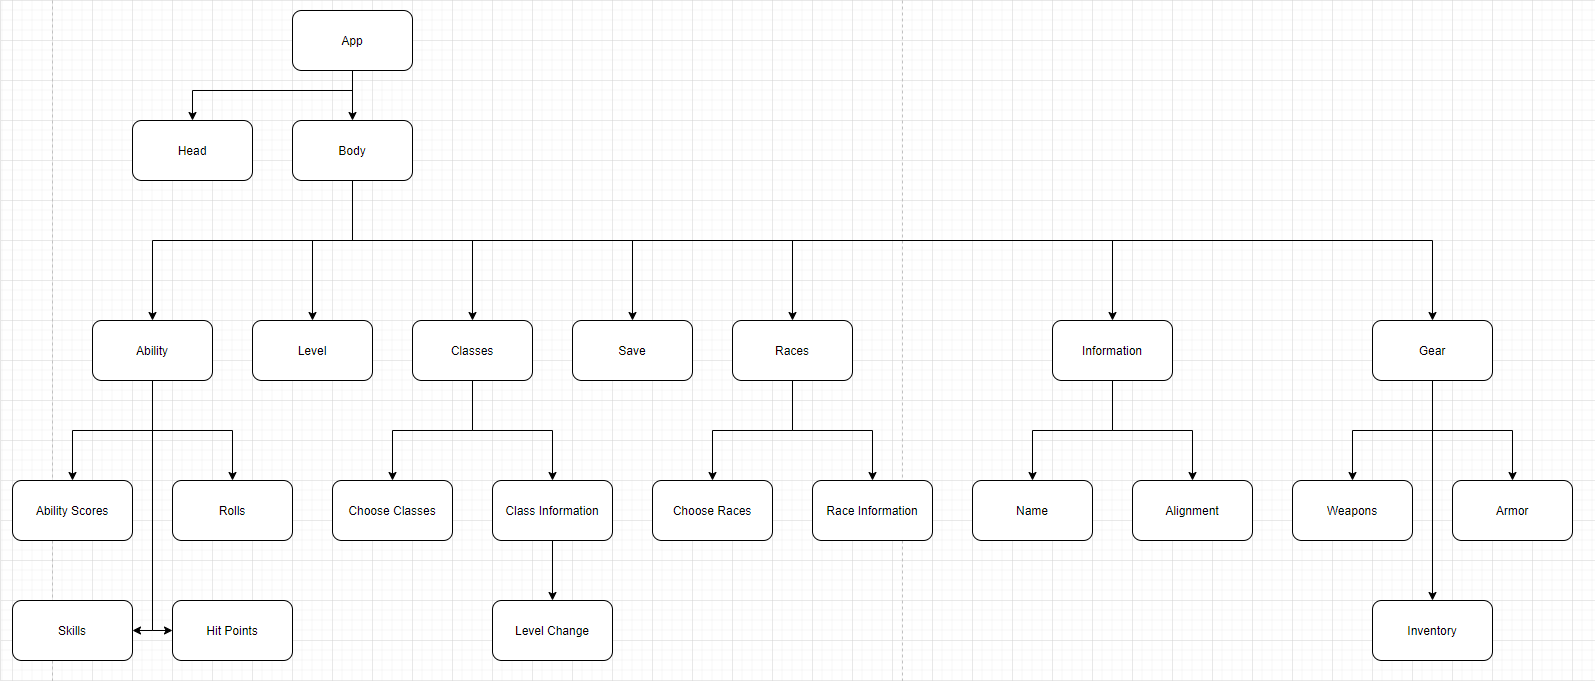 App
Head
Body
Ability
Level
Classes
Save
Races
Information
Gear
Ability Scores
Rolls
Choose Classes
Class Information
Choose Races
Race Information
Name
Alignment
Weapons
Armor
Skills
Hit Points
Level Change
Inventory